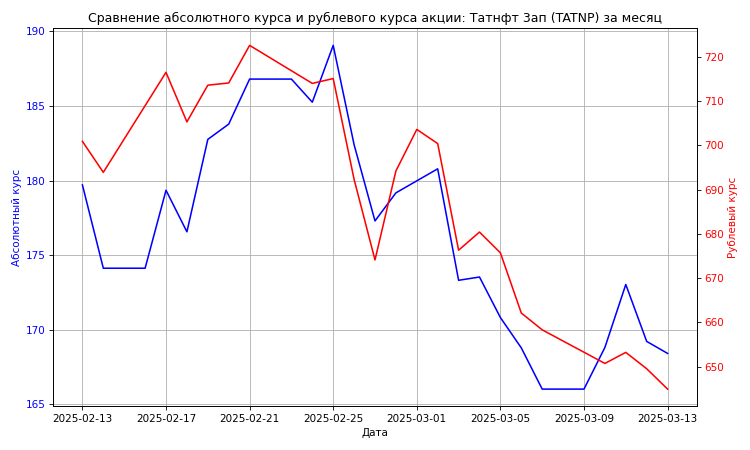 Сравнение абсолютного курса и рублевого курса акции: Татнфт 3ап (TATNP) за месяц
190
185
180
175
170
165
Абсолютный курс
720
710
700
690
680
670
660
650
Рублевый курс
2025-02-13 2025-02-17 2025-02-21 2025-02-25 2025-03-01 2025-03-05 2025-03-09 2025-03-13
Дата